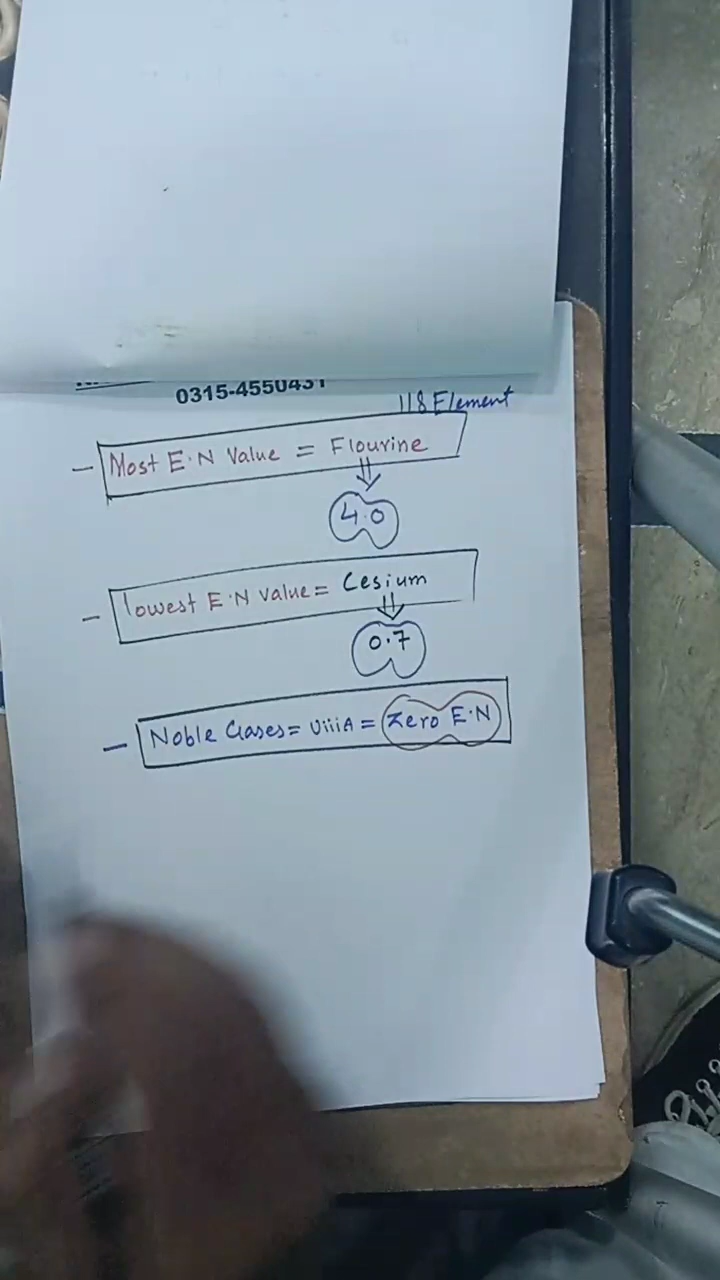 0315-4550431
118 Element
– Most E·N Value = Flourine
4.0
– lowest E·N value = Cesium
0.7
– Noble Gases = viiiA = Zero E·N